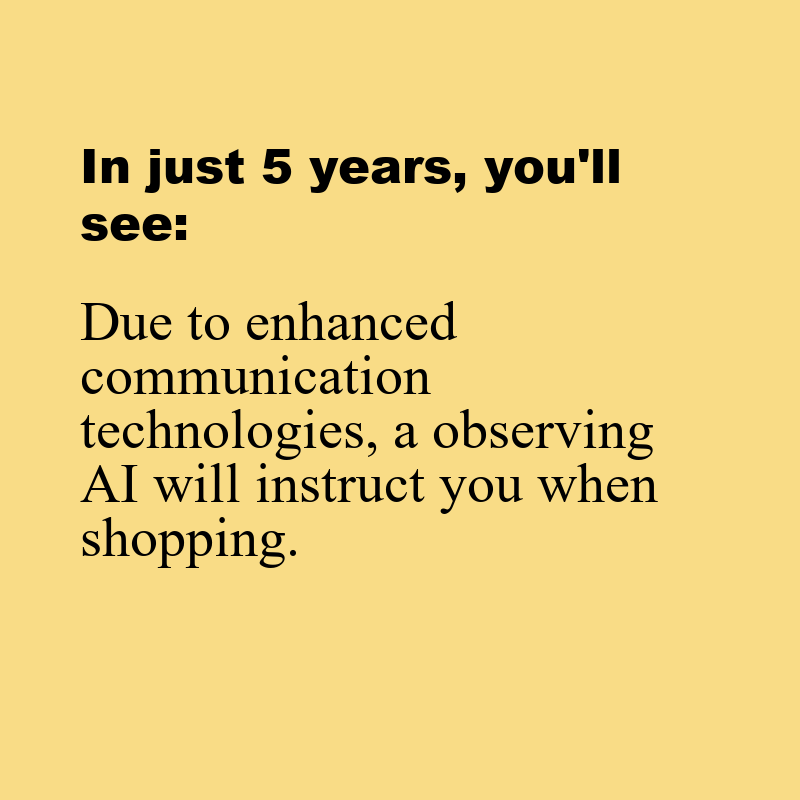 In just 5 years, you'll
see:
Due to enhanced
communication
technologies, a observing
AI will instruct you when
shopping.